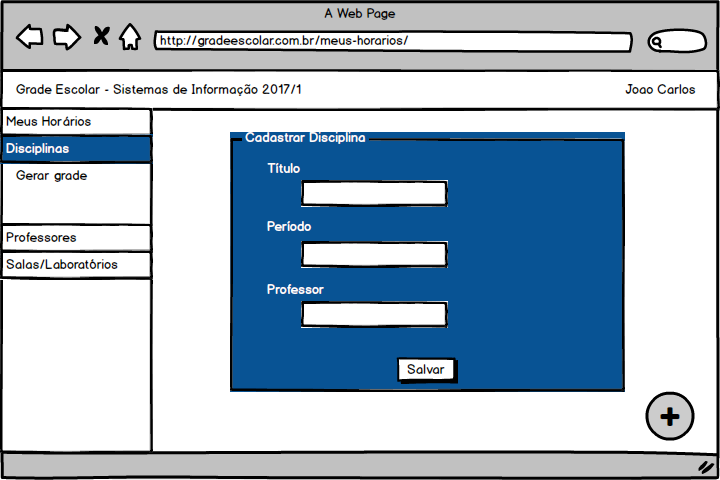 A Web Page
http://gradeescolar.com.br/meus-horarios/
Grade Escolar - Sistemas de Informação 2017/1
Joao Carlos
Meus Horários
Disciplinas
Gerar grade
Professores
Salas/Laboratórios
Cadastrar Disciplina
Título
Período
Professor
Salvar